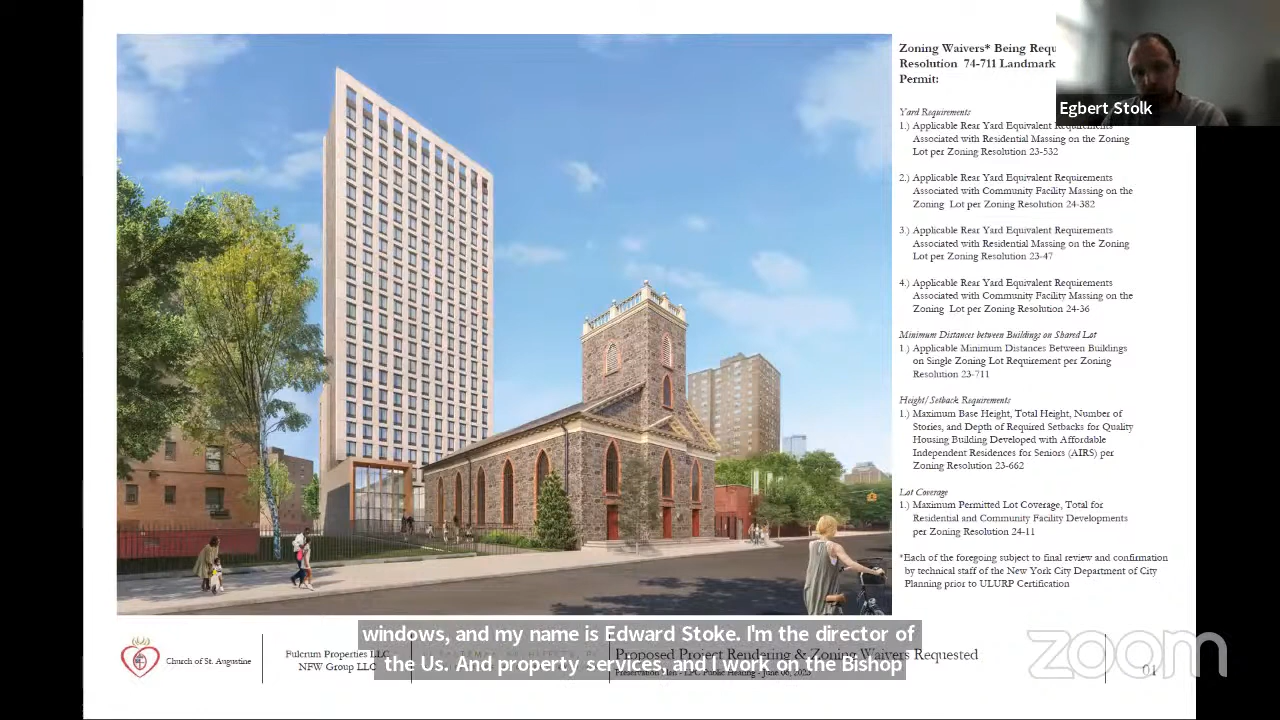 Zoning Waivers* Being Requ
Resolution 74-711 Landmark
Permit:
Egbert Stolk
Yard Requirements
1.) Applicable Rear Yard Equivalent Requirements
Associated with Residential Massing on the Zoning
Lot per Zoning Resolution 23-532
2.) Applicable Rear Yard Equivalent Requirements
Associated with Community Facility Massing on the
Zoning Lot per Zoning Resolution 24-382
3.) Applicable Rear Yard Equivalent Requirements
Associated with Residential Massing on the Zoning
Lot per Zoning Resolution 23-47
4.) Applicable Rear Yard Equivalent Requirements
Associated with Community Facility Massing on the
Zoning Lot per Zoning Resolution 24-36
Minimum Distances between Buildings on Shared Lot
1.) Applicable Minimum Distances Between Buildings
on Single Zoning Lot Requirement per Zoning
Resolution 23-711
Height/Setback Requirements
1.) Maximum Base Height, Total Height, Number of
Stories, and Depth of Required Setbacks for Quality
Housing Building Developed with Affordable
Independent Residences for Seniors (AIRS) per
Zoning Resolution 23-662
Lot Coverage
1.) Maximum Permitted Lot Coverage, Total for
Residential and Community Facility Developments
per Zoning Resolution 24-11
*Each of the foregoing subject to final review and confirmation
by technical staff of the New York City Department of City
Planning prior to ULURP Certification
windows, and my name is Edward Stoke. I'm the director of
the Us. And property services, and I work on the Bishop
Church of St. Augustine
Fulcrum Properties LLC
NFW Group LLC
Proposed Project Rendering & Zoning Waivers Requested
Preservation Plan - LPC Public Hearing - June 06, 2023
zoom
01